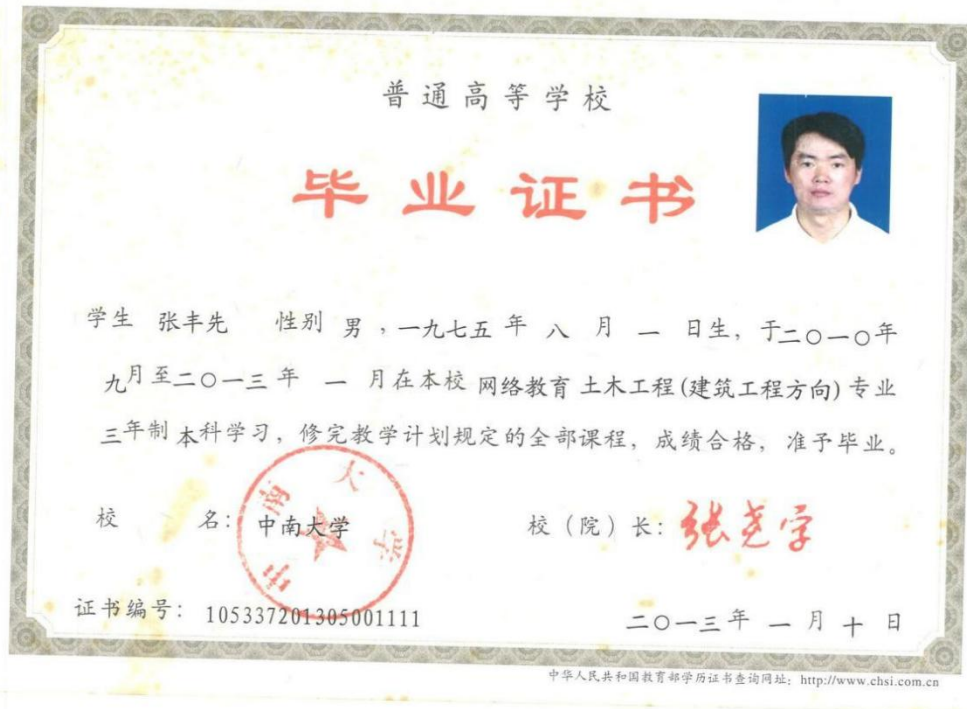 普通高等学校
毕业证书
学生 张丰先 性别 男 ，一九七五 年 八 月 一 日生，于二〇一〇年
九月至二〇一三 年 一 月在本校 网络教育 土木工程(建筑工程方向) 专业
三年制 本科学习，修完教学计划规定的全部课程，成绩合格，准予毕业。
校 名：中南大学
中南大学
校（院）长：张尧学
证书编号：105337201305001111
二〇一三 年 一 月 十 日
中华人民共和国教育部学历证书查询网址：http://www.chsi.com.cn